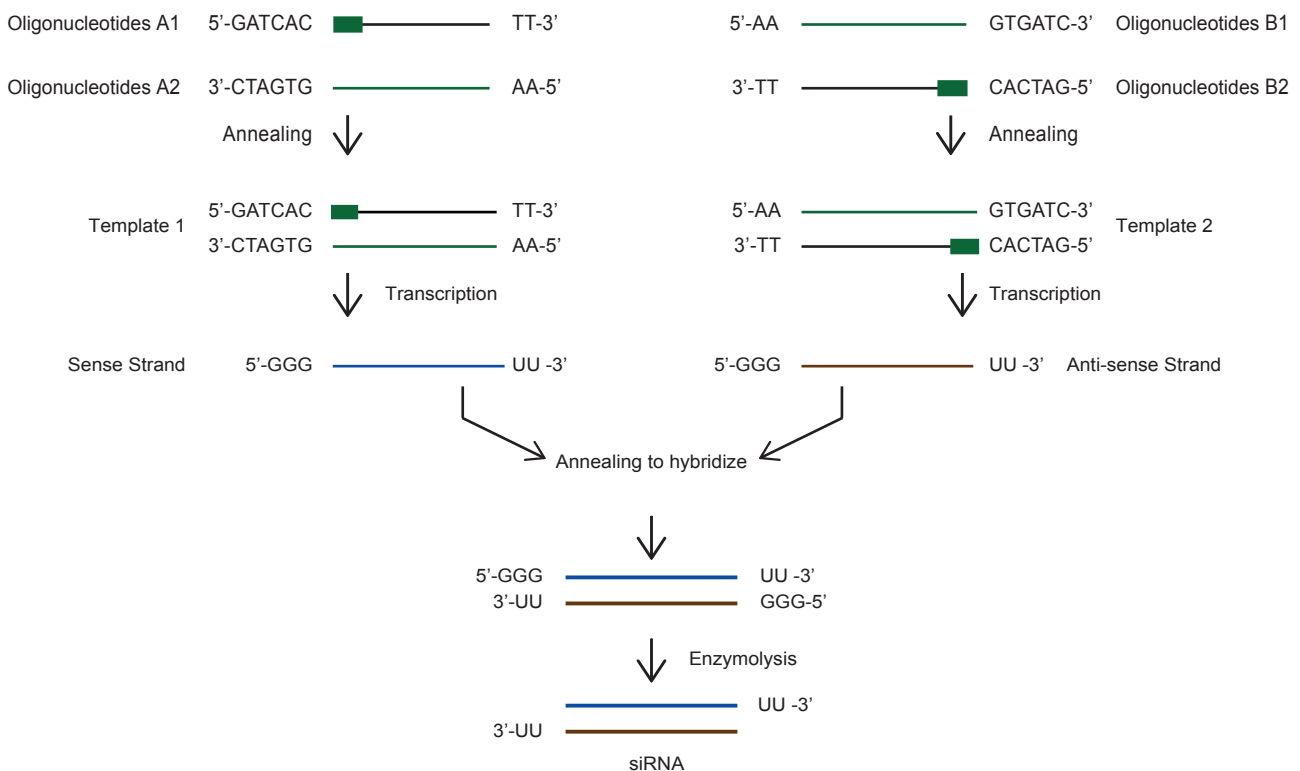 Oligonucleotides A1 5’-GATCAC TT-3’ 5’-AA GTGATC-3’ Oligonucleotides B1
Oligonucleotides A2 3’-CTAGTG AA-5’ 3’-TT CACTAG-5’ Oligonucleotides B2
Annealing Annealing
5’-GATCAC TT-3’ 5’-AA GTGATC-3’
Template 1 Template 2
3’-CTAGTG AA-5’ 3’-TT CACTAG-5’
Transcription Transcription
Sense Strand 5’-GGG UU -3’ 5’-GGG UU -3’ Anti-sense Strand
Annealing to hybridize
5’-GGG UU -3’
3’-UU GGG-5’
Enzymolysis
UU -3’
3’-UU
siRNA